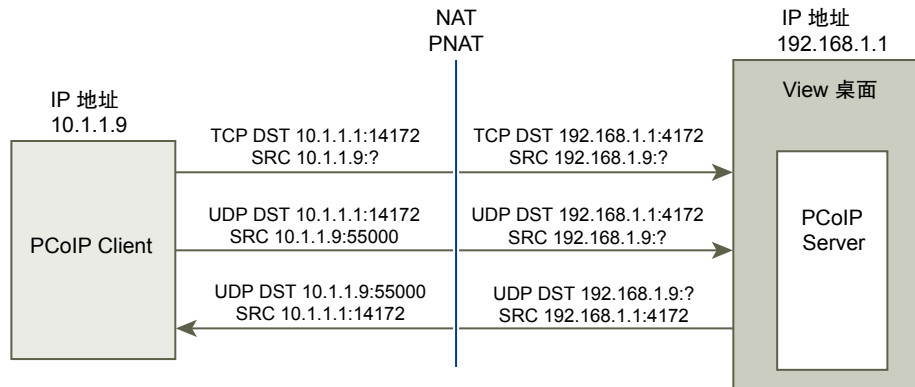 NAT
PNAT
IP 地址
192.168.1.1
View 桌面
IP 地址
10.1.1.9
TCP DST 10.1.1.1:14172
SRC 10.1.1.9:?
TCP DST 192.168.1.1:4172
SRC 192.168.1.9:?
PCoIP Client
UDP DST 10.1.1.1:14172
SRC 10.1.1.9:55000
UDP DST 192.168.1.1:4172
SRC 192.168.1.9:?
PCoIP
Server
UDP DST 10.1.1.9:55000
SRC 10.1.1.1:14172
UDP DST 192.168.1.9:?
SRC 192.168.1.1:4172